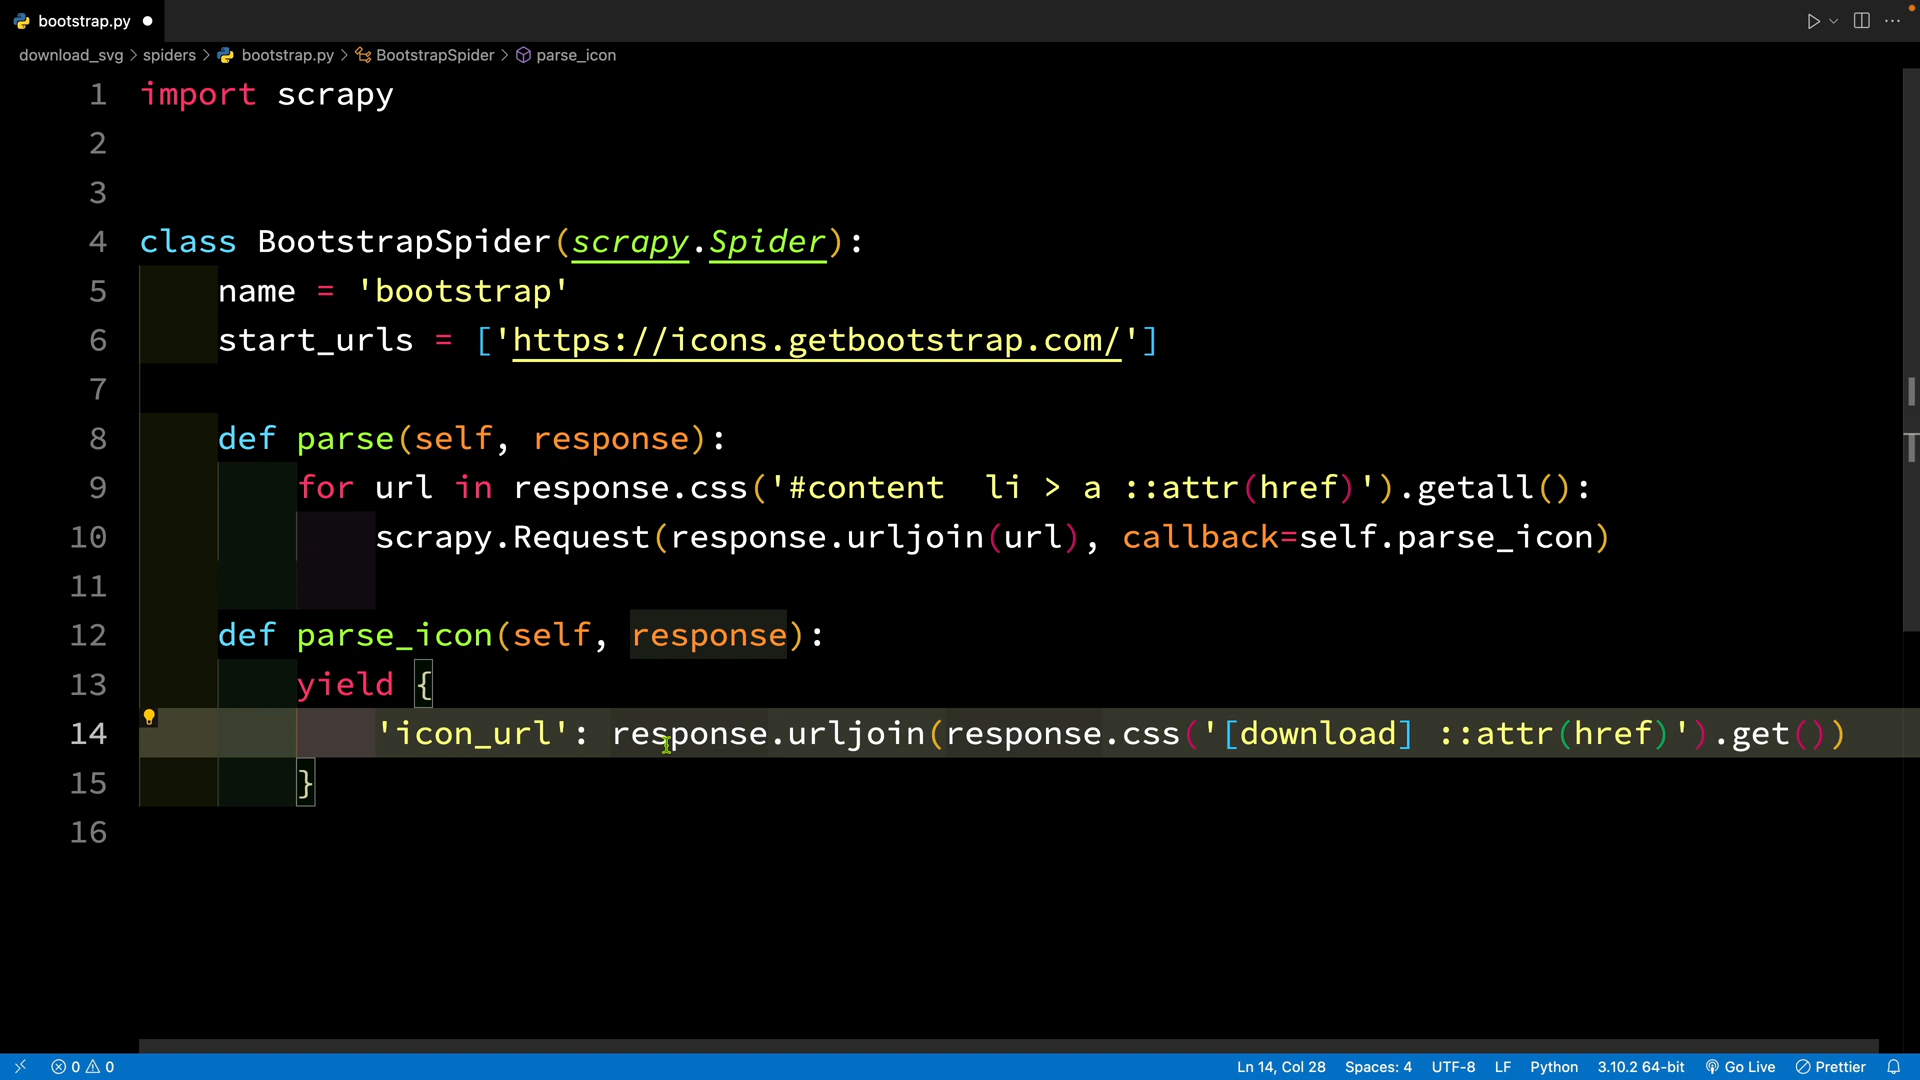 bootstrap.py
download_svg > spiders > bootstrap.py > BootstrapSpider > parse_icon
1 import scrapy
2
3
4 class BootstrapSpider(scrapy.Spider):
5     name = 'bootstrap'
6     start_urls = ['https://icons.getbootstrap.com/']
7
8     def parse(self, response):
9         for url in response.css('#content  li > a ::attr(href)').getall():
10             scrapy.Request(response.urljoin(url), callback=self.parse_icon)
11
12     def parse_icon(self, response):
13         yield {
14             'icon_url': response.urljoin(response.css('[download] ::attr(href)').get())
15         }
16
0 0 Ln 14, Col 28 Spaces: 4 UTF-8 LF Python 3.10.2 64-bit Go Live Prettier